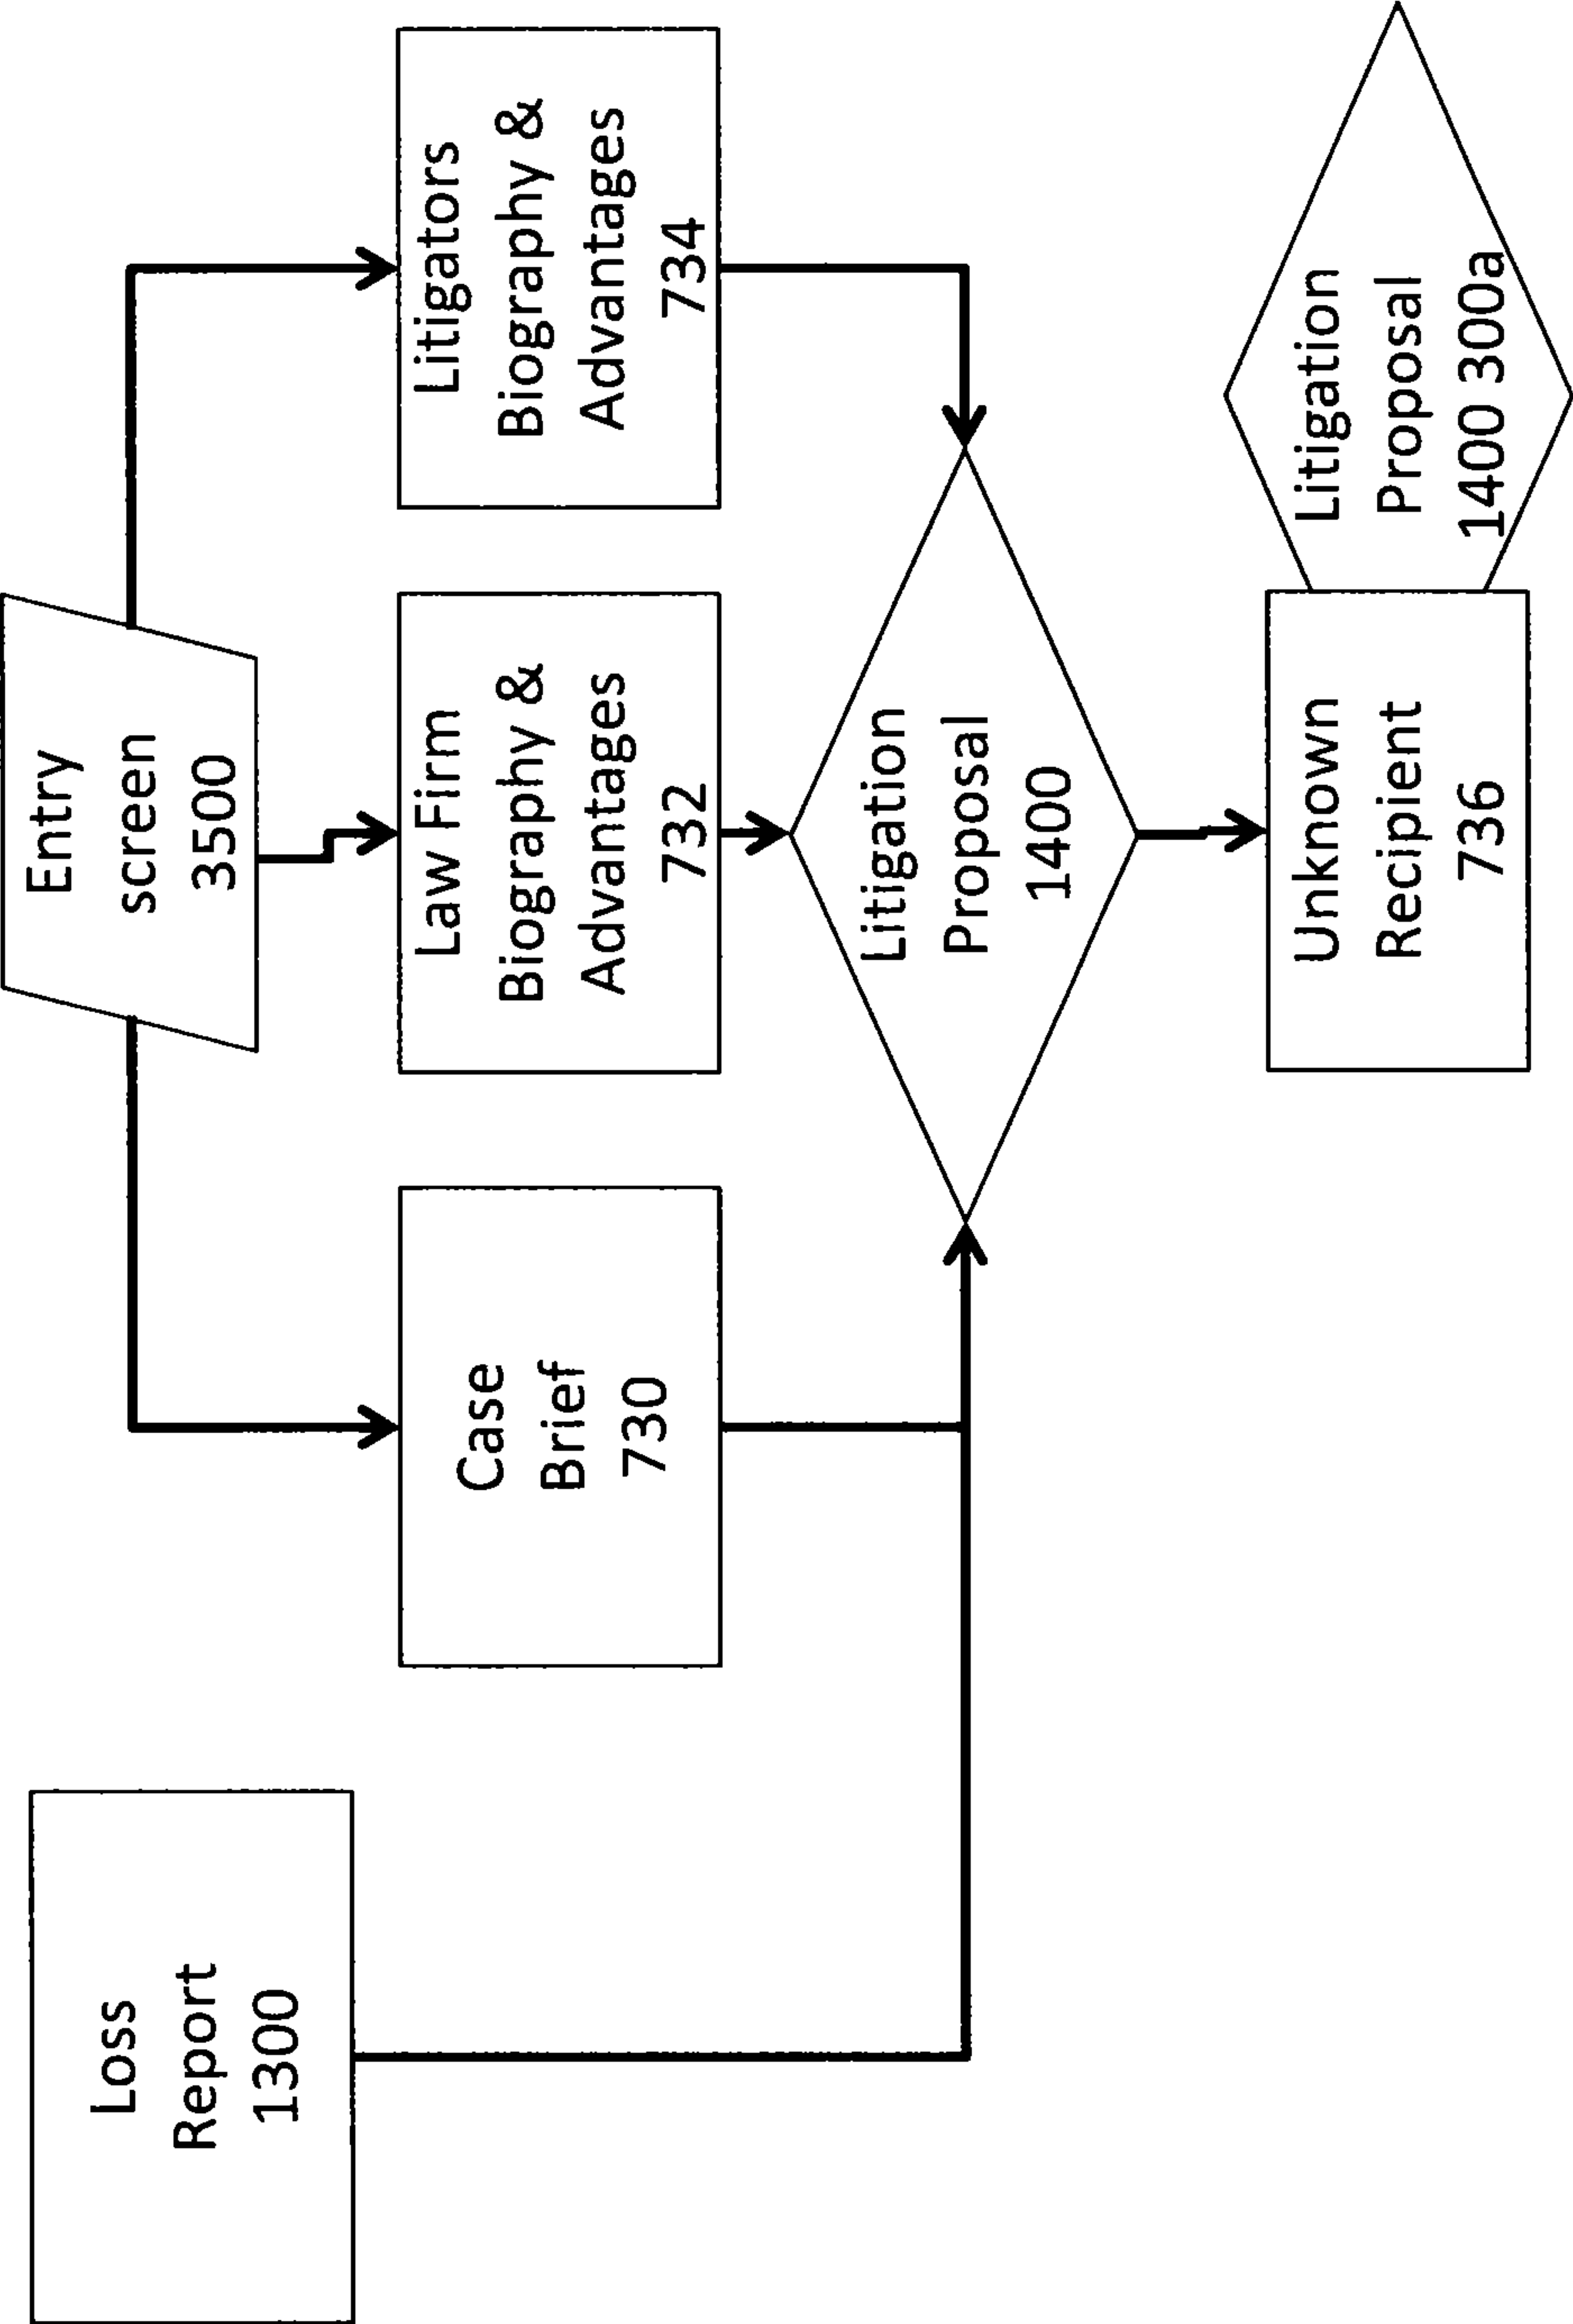 Loss
Report
1300
Entry
screen
3500
Case
Brief
730
Law Firm
Biography &
Advantages
732
Litigators
Biography &
Advantages
734
Litigation
Proposal
1400
Unknown
Recipient
736
Litigation
Proposal
1400 300a